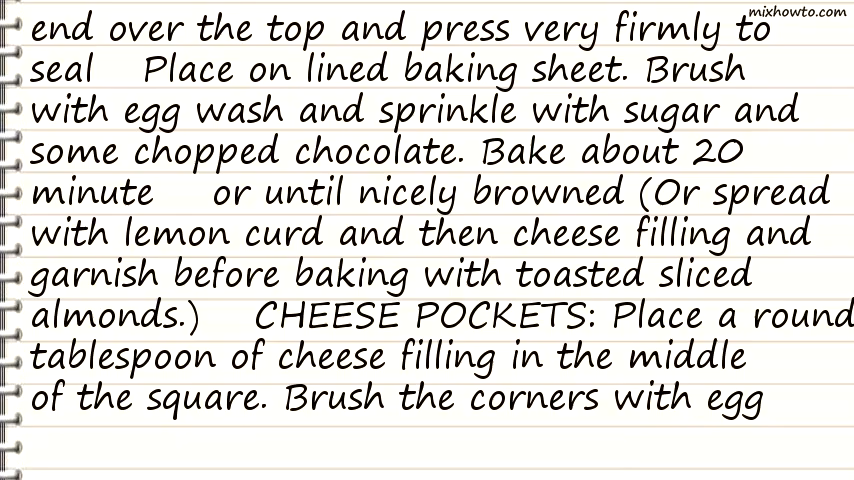 mixhowto.com
end over the top and press very firmly to
seal Place on lined baking sheet. Brush
with egg wash and sprinkle with sugar and
some chopped chocolate. Bake about 20
minute or until nicely browned (Or spread
with lemon curd and then cheese filling and
garnish before baking with toasted sliced
almonds.) CHEESE POCKETS: Place a round
tablespoon of cheese filling in the middle
of the square. Brush the corners with egg